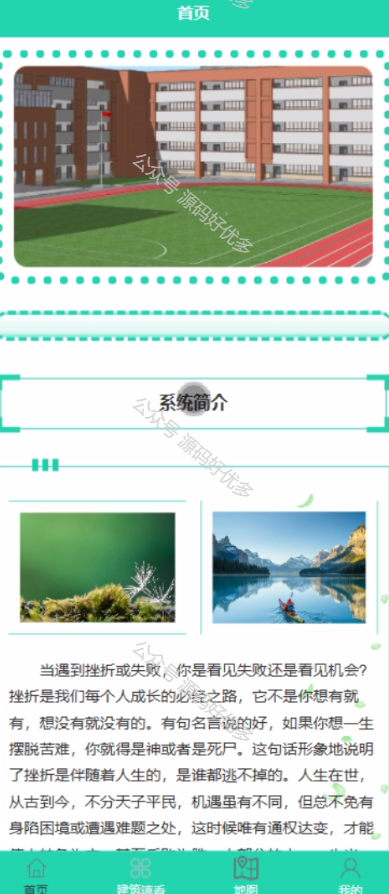 首页
公众号 源码好优多
系统简介
公众号 源码好优多
公众号 源码好优多
当遇到挫折或失败，你是看见失败还是看见机会？
挫折是我们每个人成长的必经之路，它不是你想有就
有，想没有就没有的。有句名言说的好，如果你想一生
摆脱苦难，你就得是神或者是死尸。这句话形象地说明
了挫折是伴随着人生的，是谁都逃不掉的。人生在世，
从古到今，不分天子平民，机遇虽有不同，但总不免有
身陷困境或遭遇难题之处，这时候唯有通权达变，才能
首页
地图
我的